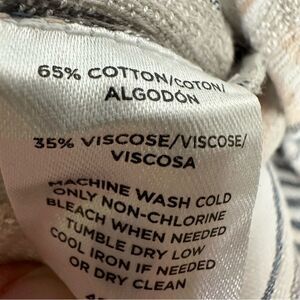 65% COTTON/COTON/
ALGODÓN
35% VISCOSE/VISCOSE/
VISCOSA
MACHINE WASH COLD
ONLY NON-CHLORINE
BLEACH WHEN NEEDED
TUMBLE DRY LOW
COOL IRON IF NEEDED
OR DRY CLEAN